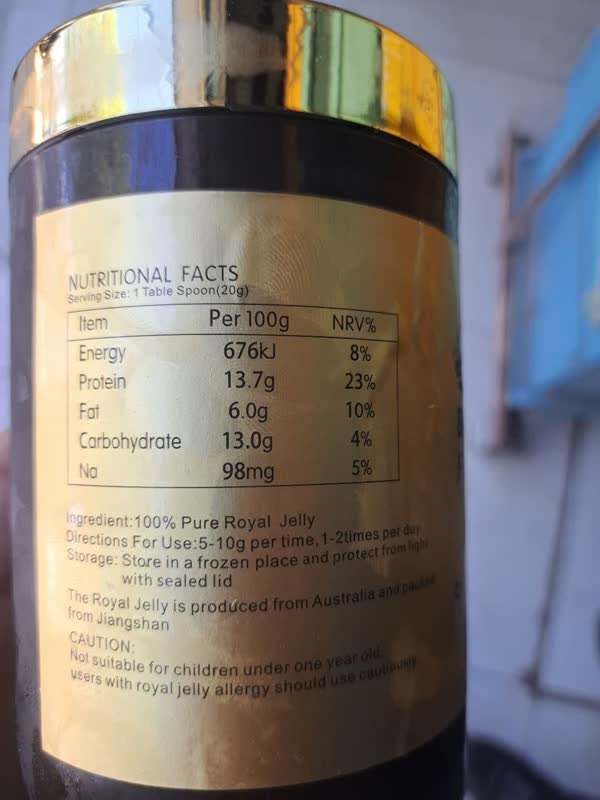 NUTRITIONAL FACTS
Serving Size: 1 Table Spoon(20g)
Item Per 100g NRV%
Energy 676kJ 8%
Protein 13.7g 23%
Fat 6.0g 10%
Carbohydrate 13.0g 4%
Na 98mg 5%
Ingredient:100% Pure Royal Jelly
Directions For Use:5-10g per time,1-2times per day
Storage: Store in a frozen place and protect from light
with sealed lid
The Royal Jelly is produced from Australia and packed
from Jiangshan
CAUTION:
Not suitable for children under one year old,
users with royal jelly allergy should use cautiously.